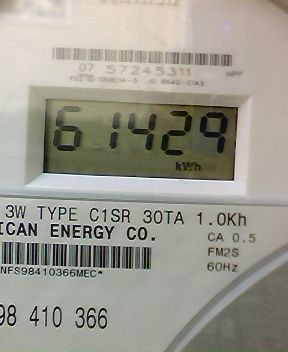 07 57245311 HPP
61429
kWh
3W TYPE C1SR 30TA 1.0Kh
ICAN ENERGY CO.
CA 0.5
FM2S
60Hz
NFS98410366MEC*
98 410 366